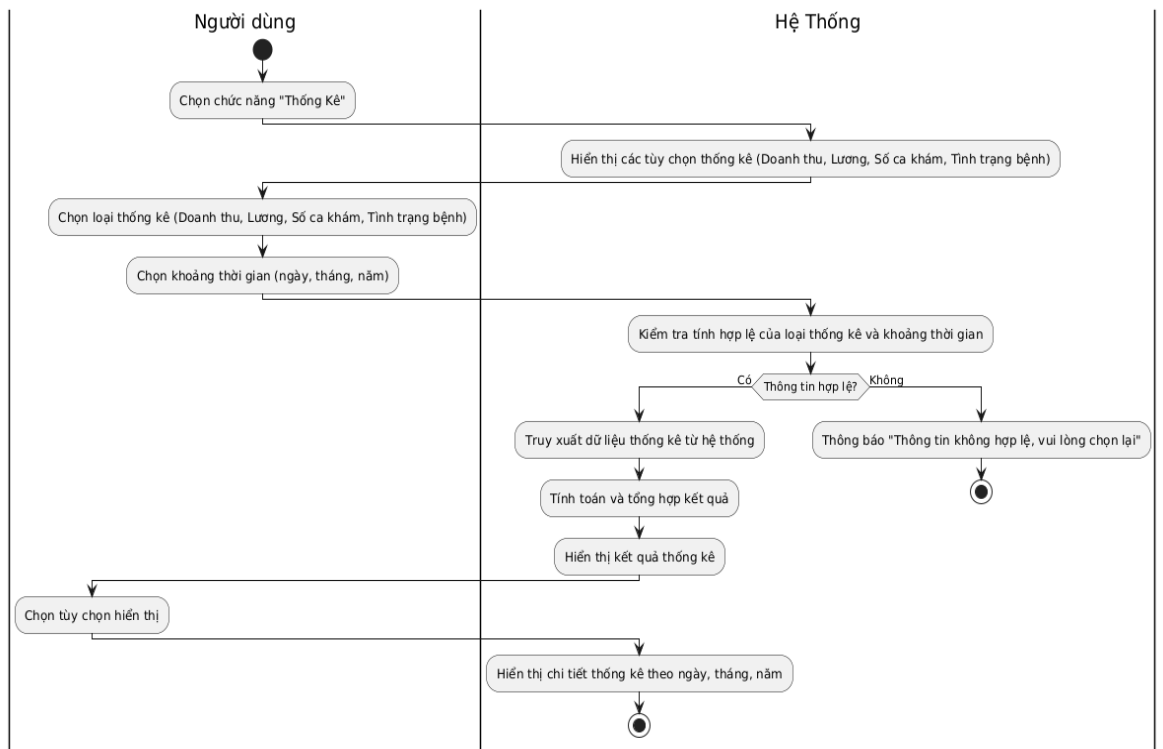 Người dùng
Hệ Thống
Chọn chức năng "Thống Kê"
Hiển thị các tùy chọn thống kê (Doanh thu, Lương, Số ca khám, Tình trạng bệnh)
Chọn loại thống kê (Doanh thu, Lương, Số ca khám, Tình trạng bệnh)
Chọn khoảng thời gian (ngày, tháng, năm)
Kiểm tra tính hợp lệ của loại thống kê và khoảng thời gian
Có
Thông tin hợp lệ?
Không
Truy xuất dữ liệu thống kê từ hệ thống
Thông báo "Thông tin không hợp lệ, vui lòng chọn lại"
Tính toán và tổng hợp kết quả
Hiển thị kết quả thống kê
Chọn tùy chọn hiển thị
Hiển thị chi tiết thống kê theo ngày, tháng, năm